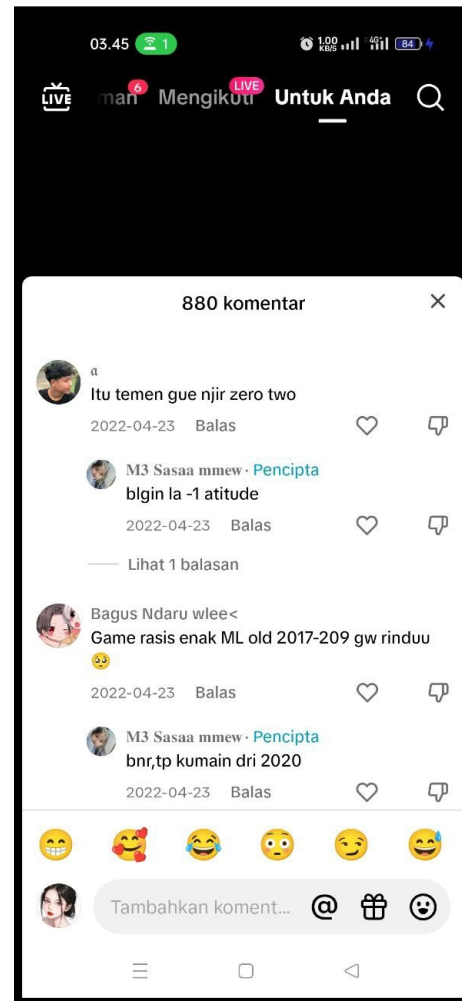 03.45 1 1.00 KB/S 4G 84
LIVE man 6 Mengikuti LIVE Untuk Anda
880 komentar
a
Itu temen gue njir zero two
2022-04-23 Balas
M3 Sasaa mmew · Pencipta
blgin la -1 atitude
2022-04-23 Balas
Lihat 1 balasan
Bagus Ndaru wlee<
Game rasis enak ML old 2017-209 gw rinduu
🥺
2022-04-23 Balas
M3 Sasaa mmew · Pencipta
bnr,tp kumain dri 2020
2022-04-23 Balas
Tambahkan koment... @